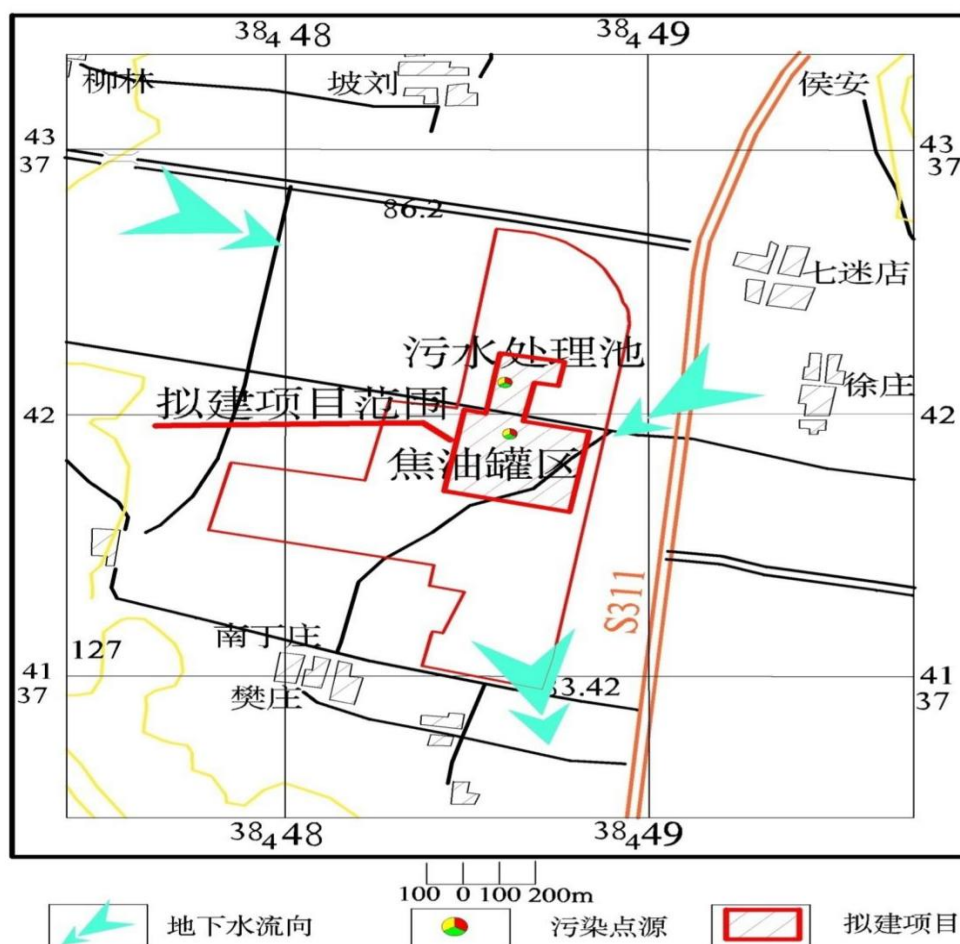 38448
38449
柳林
坡刘
侯安
43
37
43
37
86.2
七迷店
污水处理池
徐庄
拟建项目范围
42
42
焦油罐区
S311
南丁庄
127
41
37
83.42
41
37
樊庄
38448
38449
100 0 100 200m
地下水流向
污染点源
拟建项目